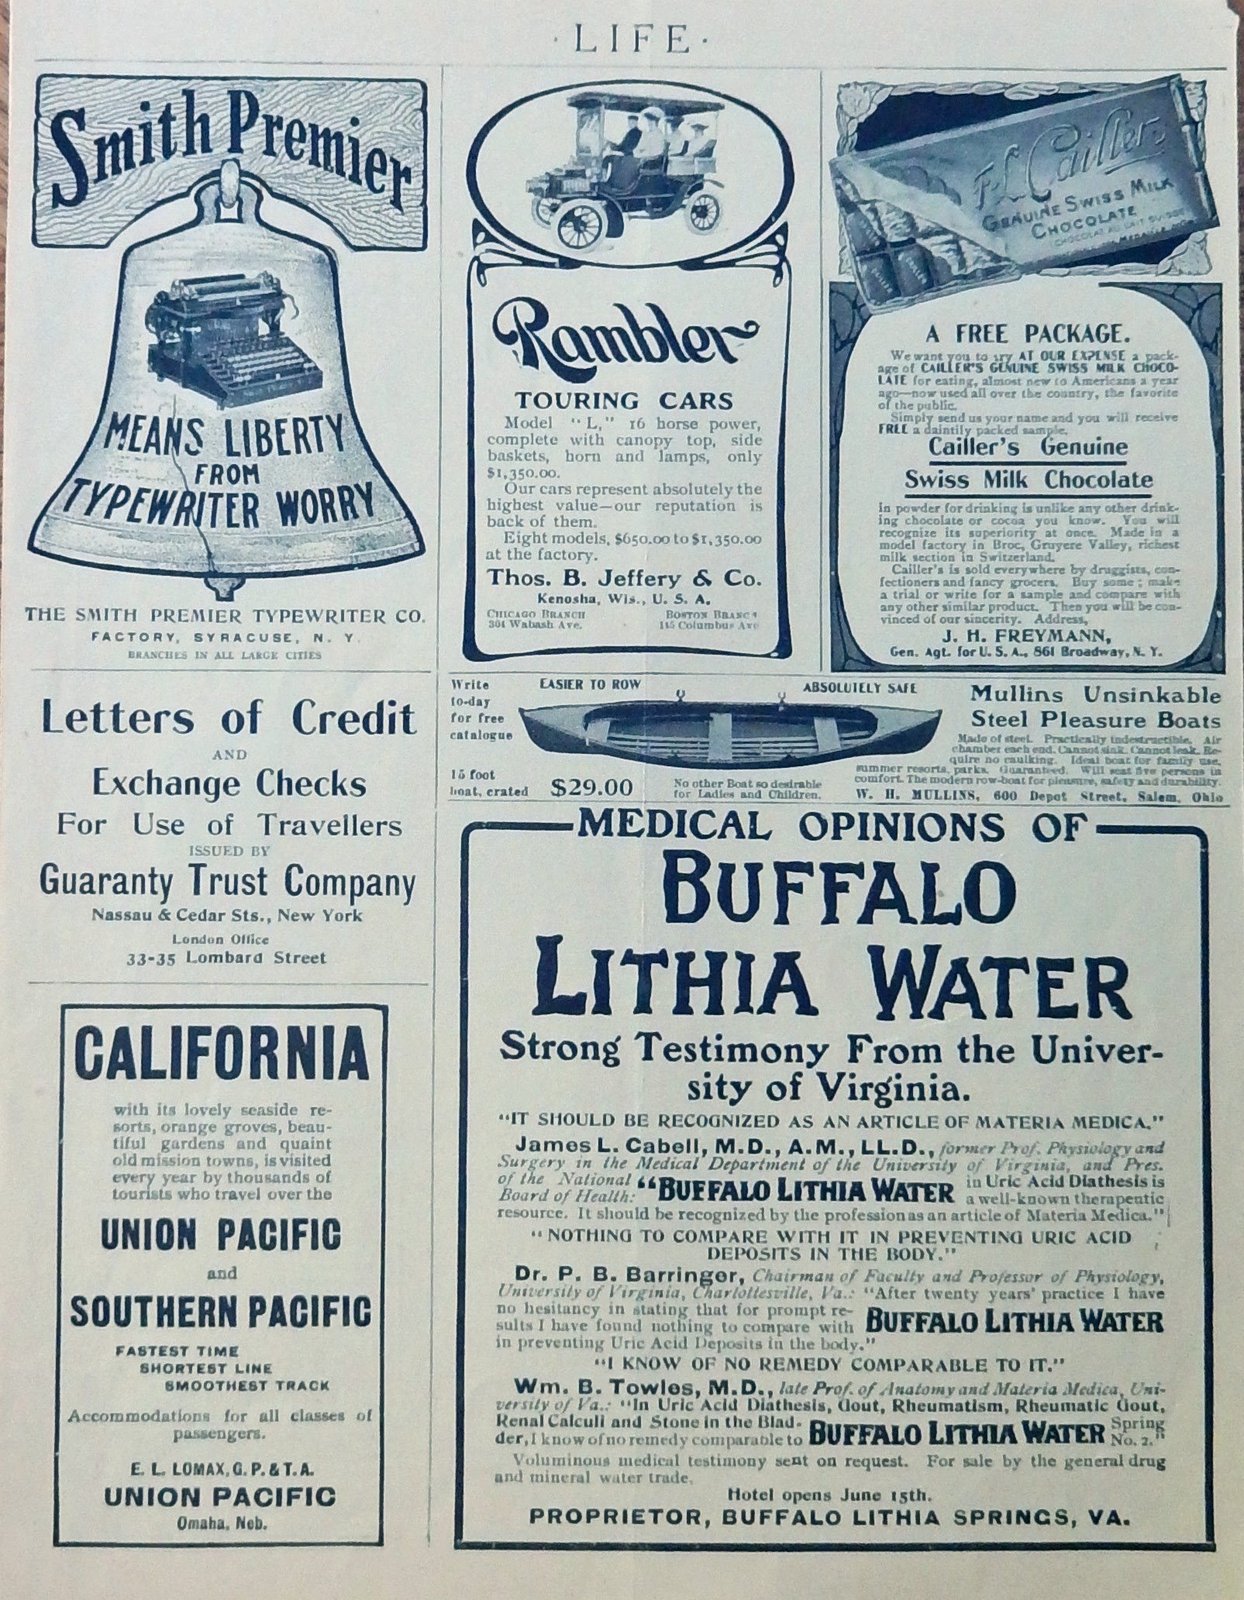 · LIFE ·
Smith Premier
MEANS LIBERTY
FROM
TYPEWRITER WORRY
THE SMITH PREMIER TYPEWRITER CO.
FACTORY, SYRACUSE, N. Y.
BRANCHES IN ALL LARGE CITIES
Rambler
TOURING CARS
Model "L," 16 horse power,
complete with canopy top, side
baskets, horn and lamps, only
$1,350.00.
Our cars represent absolutely the
highest value—our reputation is
back of them.
Eight models, $650.00 to $1,350.00
at the factory.
Thos. B. Jeffery & Co.
Kenosha, Wis., U. S. A.
CHICAGO BRANCH
304 Wabash Ave.
BOSTON BRANCH
145 Columbus Ave
F.L. Cailler's
GENUINE SWISS MILK
CHOCOLATE
CHOCOLAT AU LAIT SUISSE
A FREE PACKAGE.
We want you to try AT OUR EXPENSE a pack-
age of CAILLER'S GENUINE SWISS MILK CHOCO-
LATE for eating, almost new to Americans a year
ago—now used all over the country, the favorite
of the public.
Simply send us your name and you will receive
FREE a daintily packed sample.
Cailler's Genuine
Swiss Milk Chocolate
in powder for drinking is unlike any other drink-
ing chocolate or cocoa you know. You will
recognize its superiority at once. Made in a
model factory in Broc, Gruyere Valley, richest
milk section in Switzerland.
Cailler's is sold everywhere by druggists, con-
fectioners and fancy grocers. Buy some; make
a trial or write for a sample and compare with
any other similar product. Then you will be con-
vinced of our sincerity. Address,
J. H. FREYMANN,
Gen. Agt. for U. S. A., 861 Broadway, N. Y.
Letters of Credit
AND
Exchange Checks
For Use of Travellers
ISSUED BY
Guaranty Trust Company
Nassau & Cedar Sts., New York
London Office
33-35 Lombard Street
Write
to-day
for free
catalogue
EASIER TO ROW
ABSOLUTELY SAFE
15 foot
boat, crated
$29.00
No other Boat so desirable
for Ladies and Children.
Mullins Unsinkable
Steel Pleasure Boats
Made of steel. Practically indestructible. Air
chamber each end. Cannot sink. Cannot leak. Re-
quire no caulking. Ideal boat for family use,
summer resorts, parks. Guaranteed. Will seat five persons in
comfort. The modern row-boat for pleasure, safety and durability.
W. H. MULLINS, 600 Depot Street, Salem, Ohio
CALIFORNIA
with its lovely seaside re-
sorts, orange groves, beau-
tiful gardens and quaint
old mission towns, is visited
every year by thousands of
tourists who travel over the
UNION PACIFIC
and
SOUTHERN PACIFIC
FASTEST TIME
SHORTEST LINE
SMOOTHEST TRACK
Accommodations for all classes of
passengers.
E. L. LOMAX, G. P. & T. A.
UNION PACIFIC
Omaha, Neb.
MEDICAL OPINIONS OF
BUFFALO
LITHIA WATER
Strong Testimony From the Univer-
sity of Virginia.
"IT SHOULD BE RECOGNIZED AS AN ARTICLE OF MATERIA MEDICA."
James L. Cabell, M.D., A.M., LL.D., former Prof. Physiology and
Surgery in the Medical Department of the University of Virginia, and Pres.
of the National
Board of Health: "BUFFALO LITHIA WATER in Uric Acid Diathesis is
a well-known therapeutic
resource. It should be recognized by the profession as an article of Materia Medica."
"NOTHING TO COMPARE WITH IT IN PREVENTING URIC ACID
DEPOSITS IN THE BODY."
Dr. P. B. Barringer, Chairman of Faculty and Professor of Physiology,
University of Virginia, Charlottesville, Va.: "After twenty years' practice I have
no hesitancy in stating that for prompt re-
sults I have found nothing to compare with BUFFALO LITHIA WATER
in preventing Uric Acid Deposits in the body."
"I KNOW OF NO REMEDY COMPARABLE TO IT."
Wm. B. Towles, M.D., late Prof. of Anatomy and Materia Medica, Uni-
versity of Va.: "In Uric Acid Diathesis, Gout, Rheumatism, Rheumatic Gout,
Renal Calculi and Stone in the Blad-
der, I know of no remedy comparable to BUFFALO LITHIA WATER Spring
No. 2."
Voluminous medical testimony sent on request. For sale by the general drug
and mineral water trade.
Hotel opens June 15th.
PROPRIETOR, BUFFALO LITHIA SPRINGS, VA.